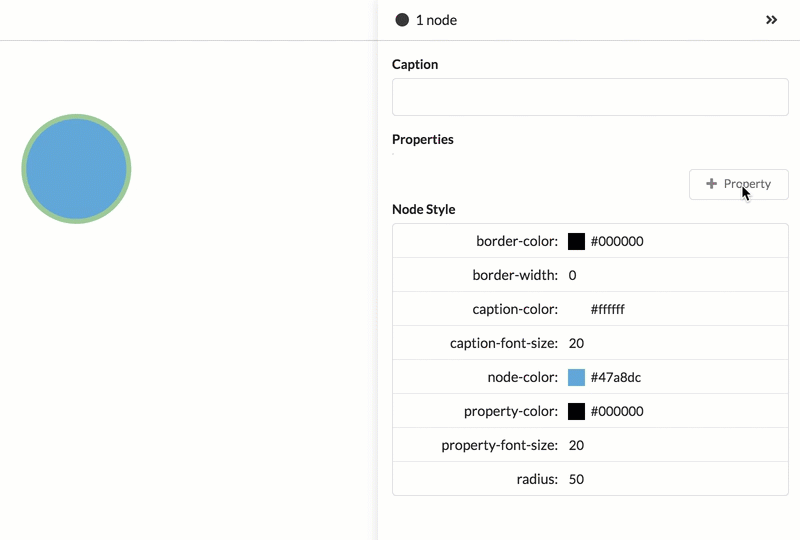 1 node
Caption
Properties
Property
Node Style
border-color: #000000
border-width: 0
caption-color: #ffffff
caption-font-size: 20
node-color: #47a8dc
property-color: #000000
property-font-size: 20
radius: 50